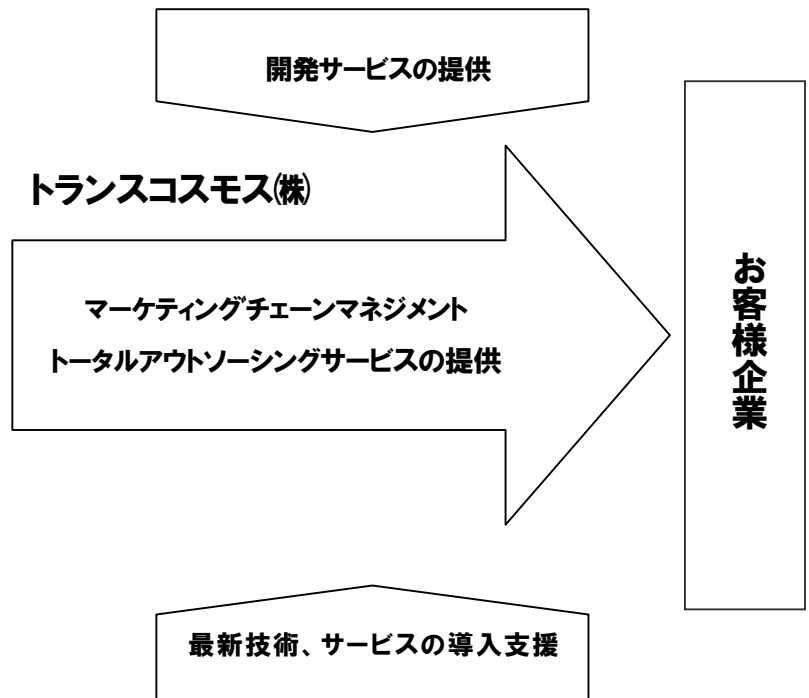 開発サービスの提供
トランスコスモス㈱
マーケティングチェーンマネジメント
トータルアウトソーシングサービスの提供
お客様企業
最新技術、サービスの導入支援